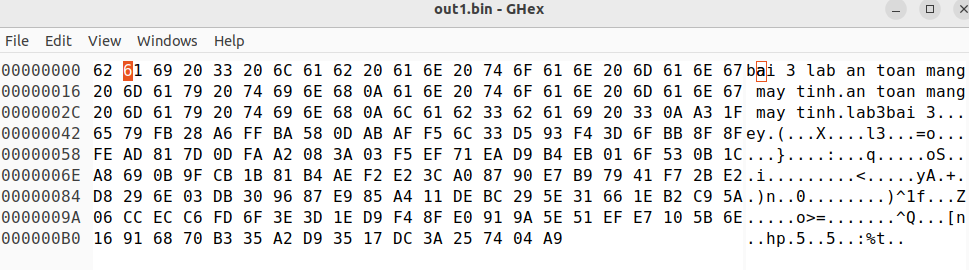 out1.bin - GHex
File Edit View Windows Help
00000000 62 61 69 20 33 20 6C 61 62 20 61 6E 20 74 6F 61 6E 20 6D 61 6E 67 bai 3 lab an toan mang
00000016 20 6D 61 79 20 74 69 6E 68 0A 61 6E 20 74 6F 61 6E 20 6D 61 6E 67  may tinh.an toan mang
0000002C 20 6D 61 79 20 74 69 6E 68 0A 6C 61 62 33 62 61 69 20 33 0A A3 1F  may tinh.lab3bai 3...
00000042 65 79 FB 28 A6 FF BA 58 0D AB AF F5 6C 33 D5 93 F4 3D 6F BB 8F 8F ey.(...X....l3...=o...
00000058 FE AD 81 7D 0D FA A2 08 3A 03 F5 EF 71 EA D9 B4 EB 01 6F 53 0B 1C ...}....:...q.....oS..
0000006E A8 69 0B 9F CB 1B 81 B4 AE F2 E2 3C A0 87 90 E7 B9 79 41 F7 2B E2 .i.........<.....yA.+.
00000084 D8 29 6E 03 DB 30 96 87 E9 85 A4 11 DE BC 29 5E 31 66 1E B2 C9 5A .)n..0........)^1f...Z
0000009A 06 CC EC C6 FD 6F 3E 3D 1E D9 F4 8F E0 91 9A 5E 51 EF E7 10 5B 6E .....o>=.......^Q...[n
000000B0 16 91 68 70 B3 35 A2 D9 35 17 DC 3A 25 74 04 A9 ..hp.5..5..:%t..